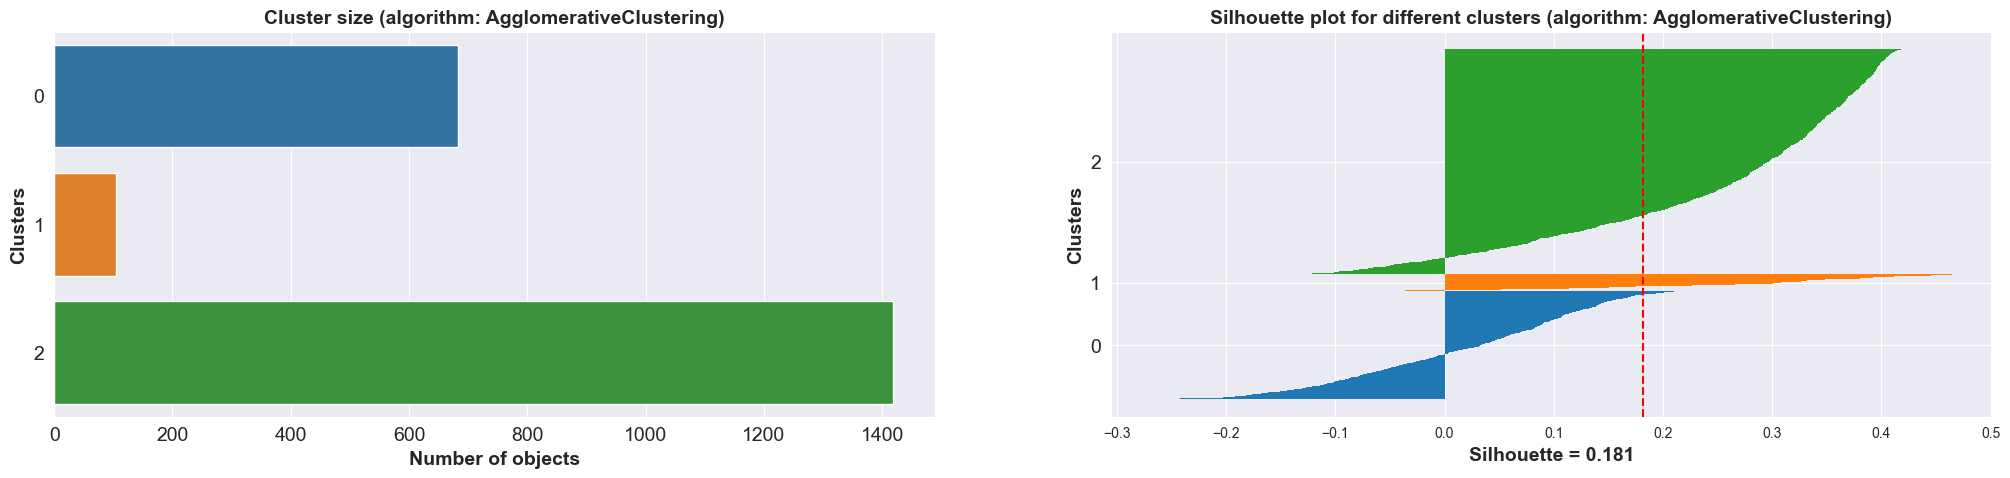 Cluster size (algorithm: AgglomerativeClustering)
Clusters
0
1
2
0 200 400 600 800 1000 1200 1400
Number of objects
Silhouette plot for different clusters (algorithm: AgglomerativeClustering)
Clusters
2
1
0
−0.3 −0.2 −0.1 0.0 0.1 0.2 0.3 0.4 0.5
Silhouette = 0.181